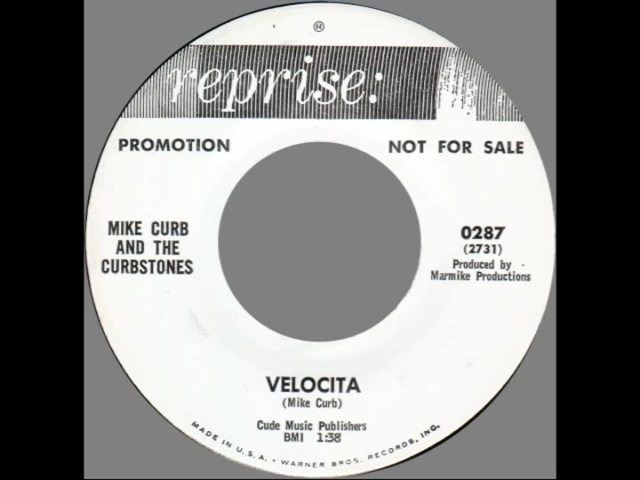 ®
reprise:
PROMOTION
NOT FOR SALE
MIKE CURB
AND THE
CURBSTONES
0287
(2731)
Produced by
Marmike Productions
VELOCITA
(Mike Curb)
Cude Music Publishers
BMI 1:38
MADE IN U.S.A. • WARNER BROS. RECORDS, INC.